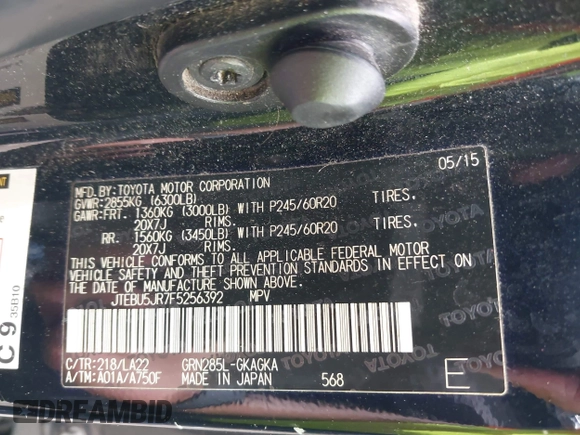 MFD.BY:TOYOTA MOTOR CORPORATION 05/15
GVWR:2855KG (6300LB)
GAWR:FRT. 1360KG (3000LB) WITH P245/60R20 TIRES,
20X7J RIMS,
RR. 1560KG (3450LB) WITH P245/60R20 TIRES,
20X7J RIMS,
THIS VEHICLE CONFORMS TO ALL APPLICABLE FEDERAL MOTOR
VEHICLE SAFETY AND THEFT PREVENTION STANDARDS IN EFFECT
ON THE DATE OF MANUFACTURE SHOWN ABOVE.
JTEBU5JR7F5256392 MPV
C/TR:218/LA22 GRN285L-GKAGKA
A/TM:A01A/A750F MADE IN JAPAN 568 E
C 9 35B10
DREAMBID